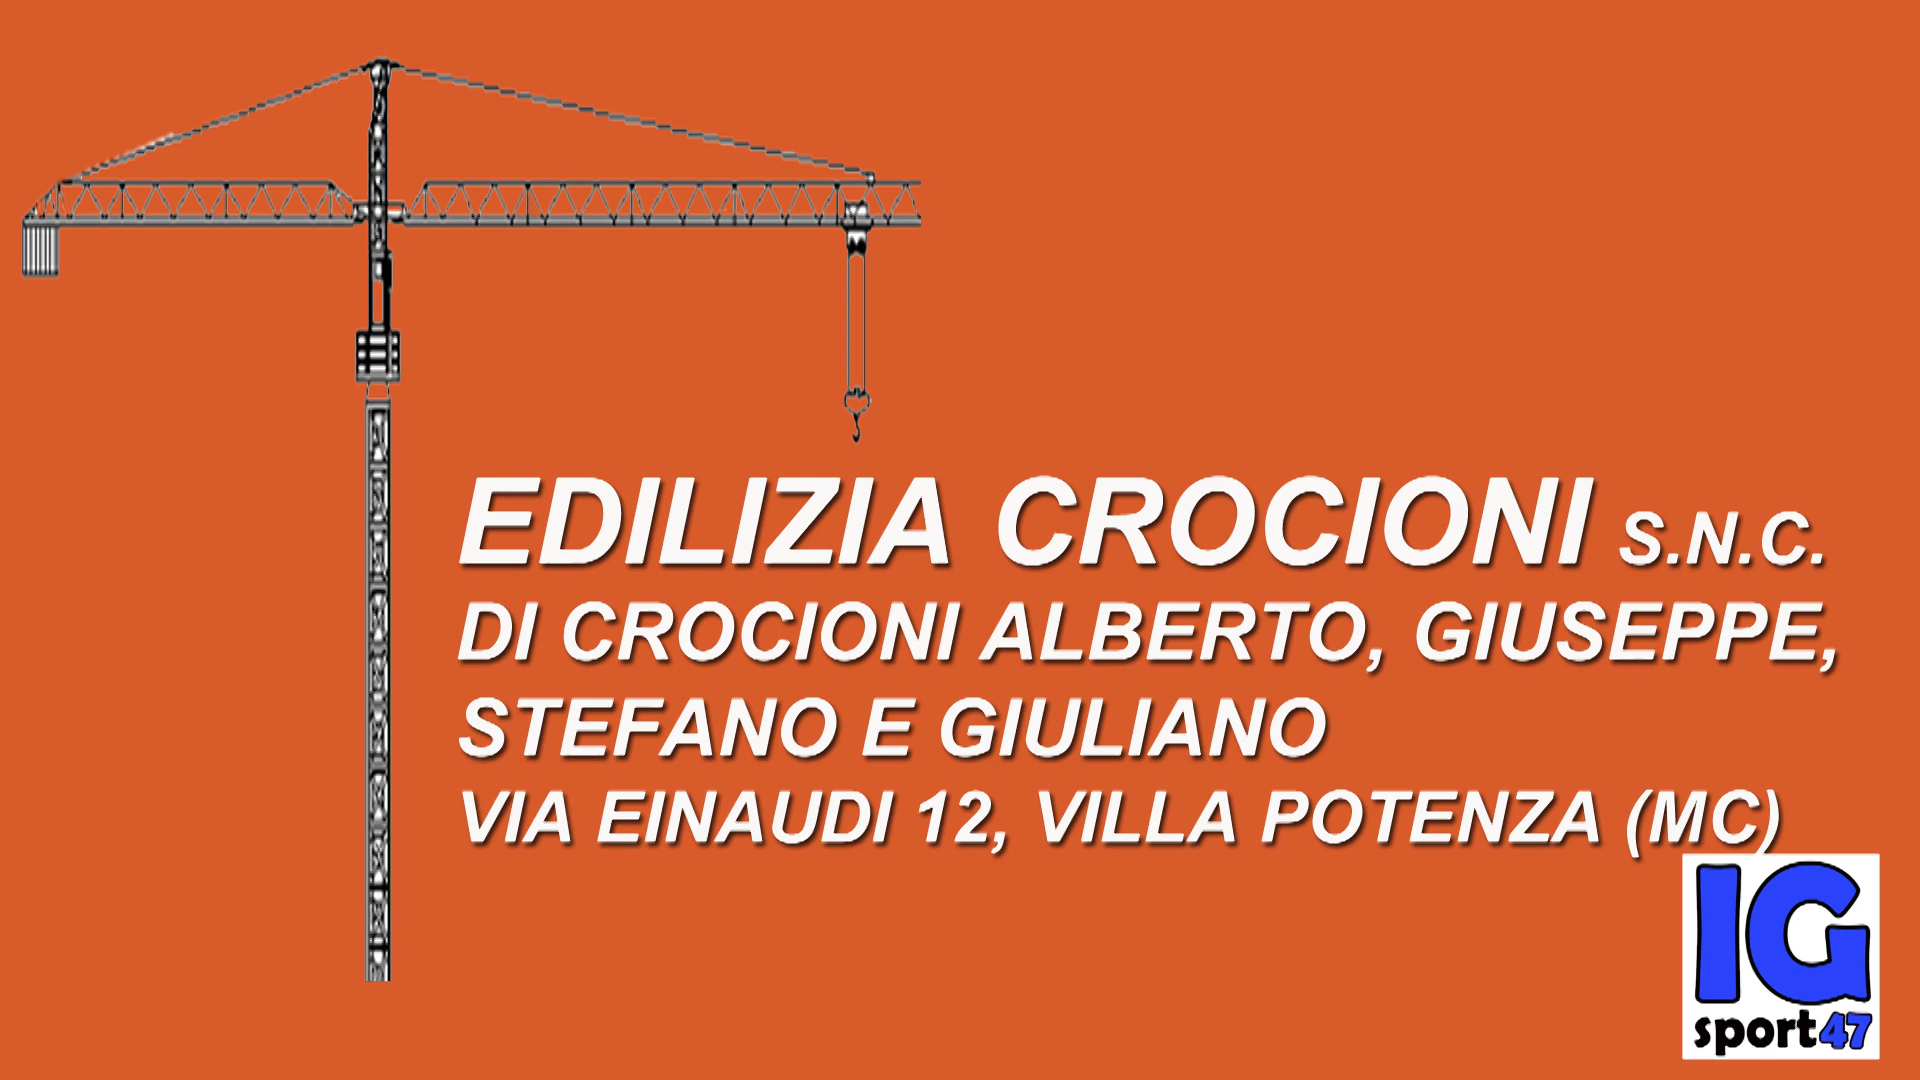 EDILIZIA CROCIONI S.N.C.
DI CROCIONI ALBERTO, GIUSEPPE,
STEFANO E GIULIANO
VIA EINAUDI 12, VILLA POTENZA (MC)
IG
sport47